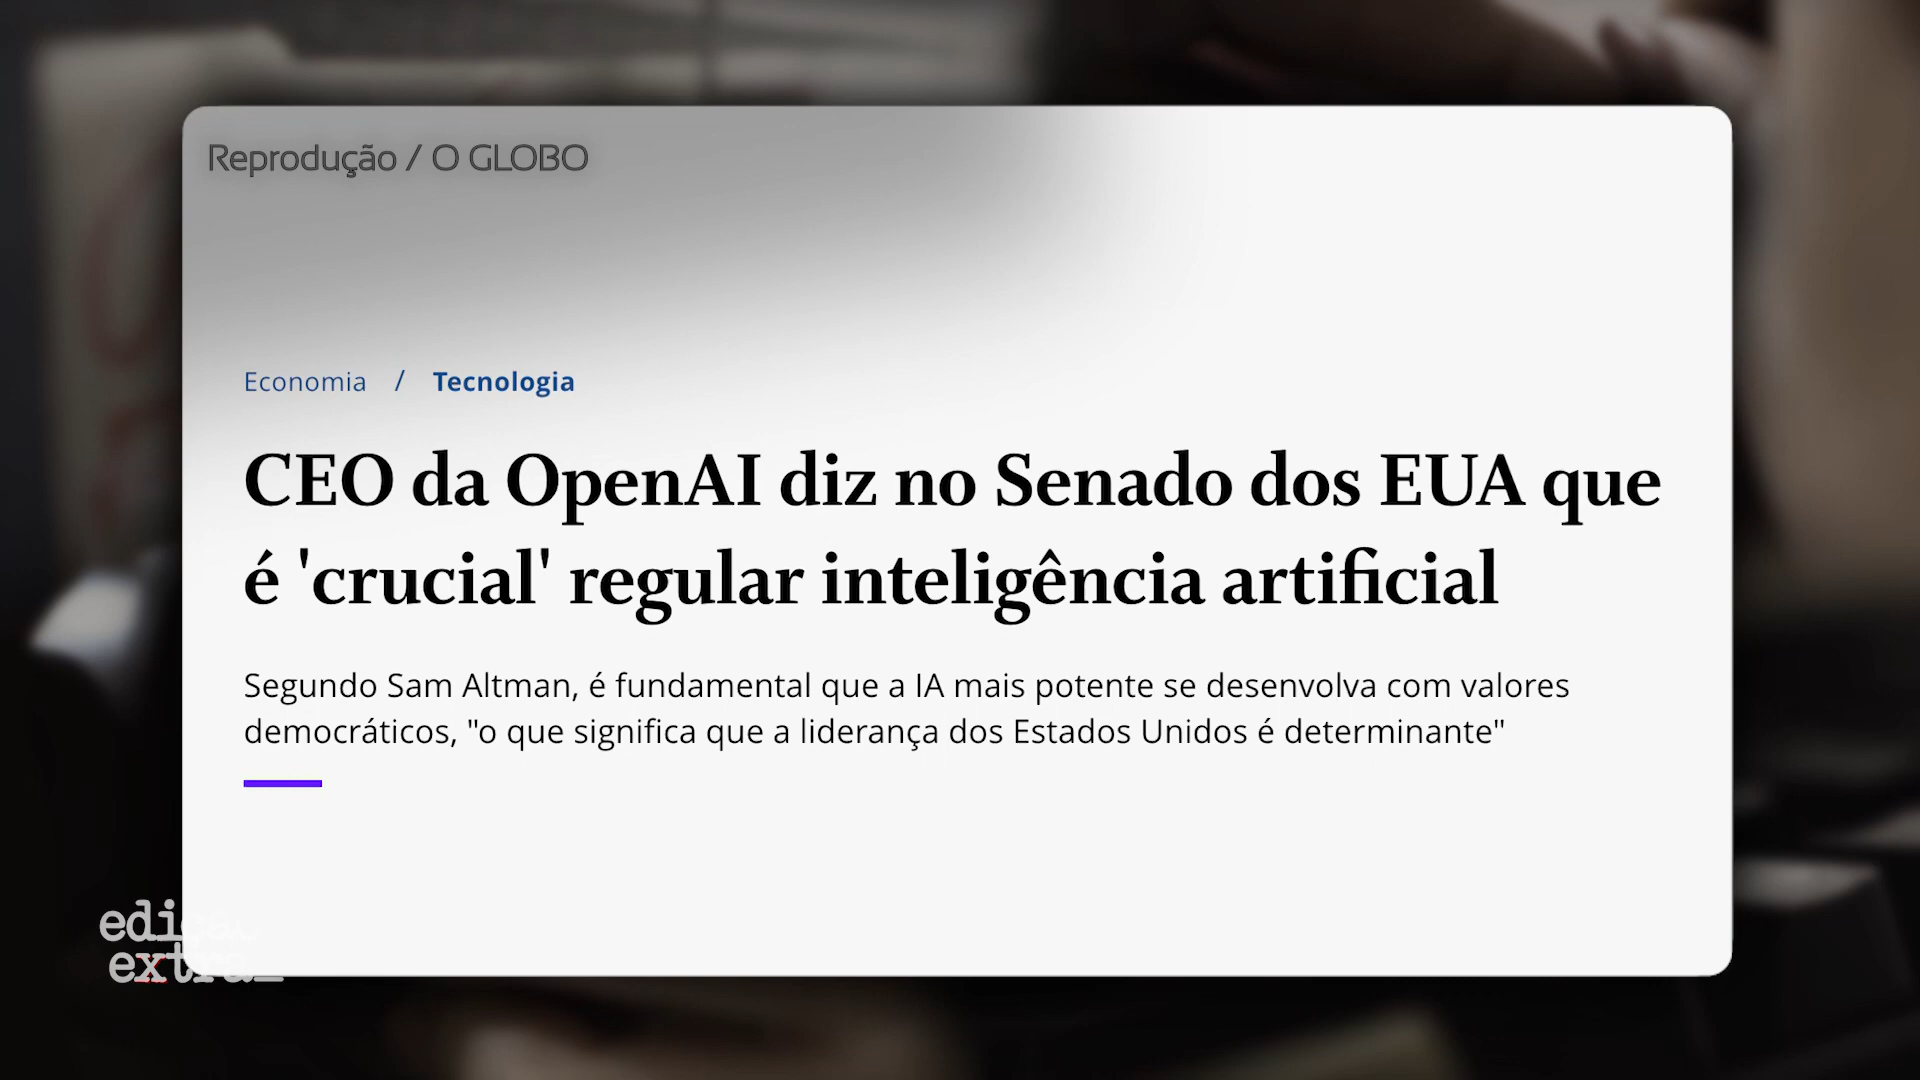 Reprodução / O GLOBO
Economia / Tecnologia
CEO da OpenAI diz no Senado dos EUA que
é 'crucial' regular inteligência artificial
Segundo Sam Altman, é fundamental que a IA mais potente se desenvolva com valores
democráticos, "o que significa que a liderança dos Estados Unidos é determinante"
extra_